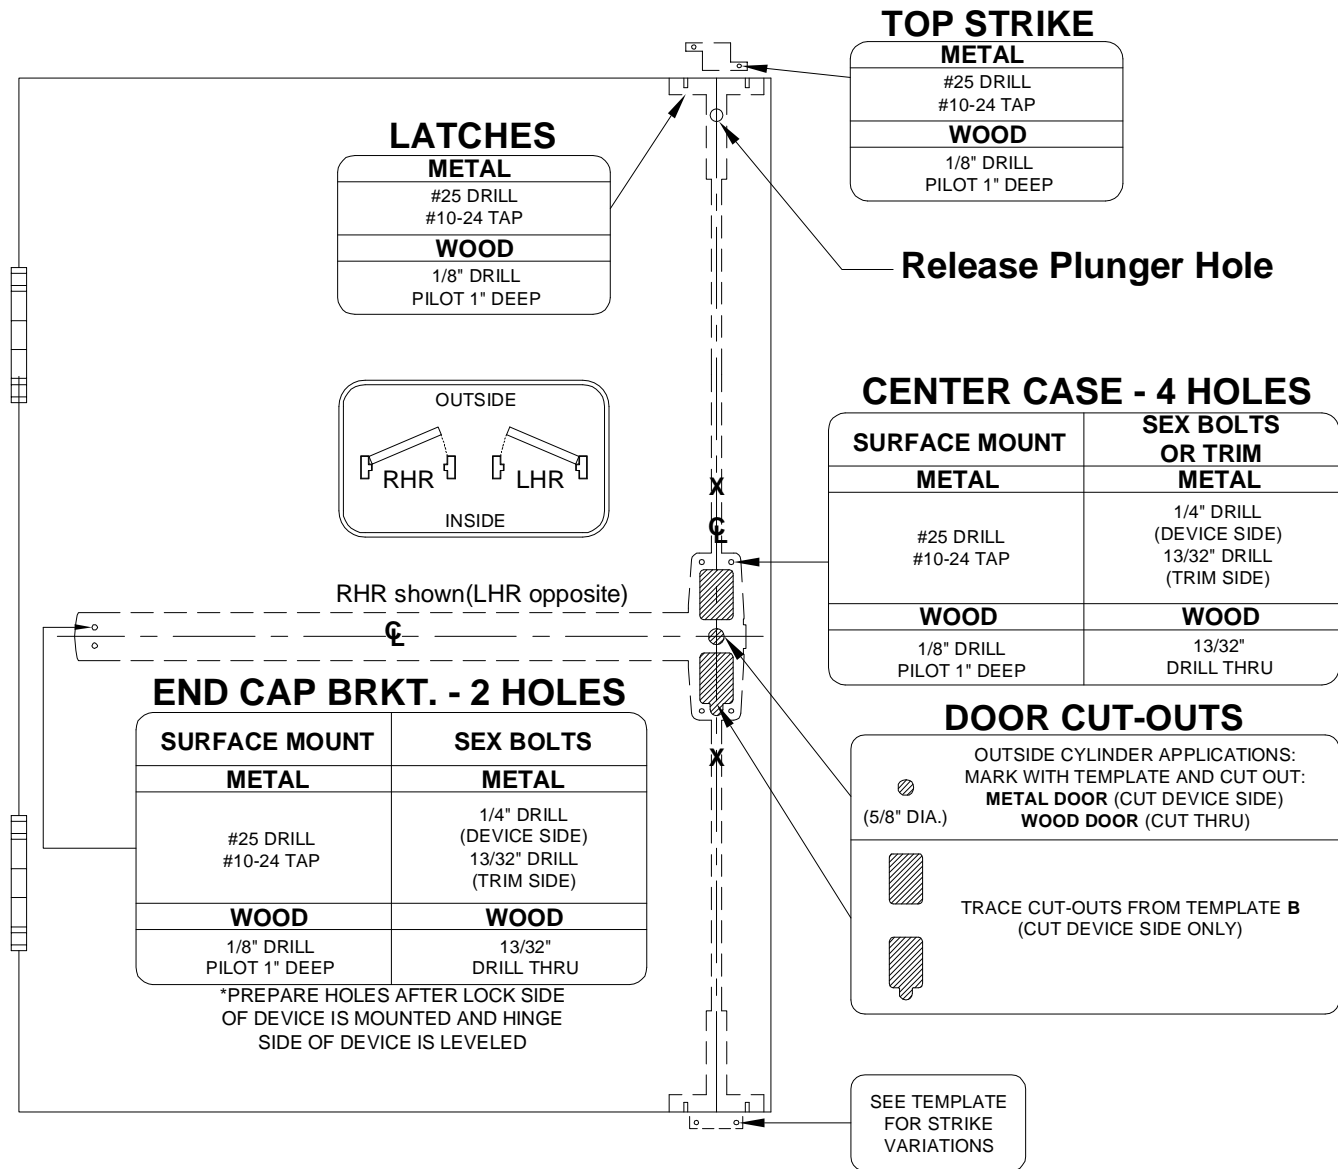 TOP STRIKE
METAL
#25 DRILL
#10-24 TAP
WOOD
1/8" DRILL
PILOT 1" DEEP
LATCHES
METAL
#25 DRILL
#10-24 TAP
WOOD
1/8" DRILL
PILOT 1" DEEP
Release Plunger Hole
OUTSIDE
RHR
LHR
INSIDE
CENTER CASE - 4 HOLES
SURFACE MOUNT
METAL
#25 DRILL
#10-24 TAP
WOOD
1/8" DRILL
PILOT 1" DEEP
SEX BOLTS
OR TRIM
METAL
1/4" DRILL
(DEVICE SIDE)
13/32" DRILL
(TRIM SIDE)
WOOD
13/32"
DRILL THRU
X
℄
RHR shown(LHR opposite)
℄
X
END CAP BRKT. - 2 HOLES
SURFACE MOUNT
METAL
#25 DRILL
#10-24 TAP
WOOD
1/8" DRILL
PILOT 1" DEEP
SEX BOLTS
METAL
1/4" DRILL
(DEVICE SIDE)
13/32" DRILL
(TRIM SIDE)
WOOD
13/32"
DRILL THRU
*PREPARE HOLES AFTER LOCK SIDE
OF DEVICE IS MOUNTED AND HINGE
SIDE OF DEVICE IS LEVELED
DOOR CUT-OUTS
(5/8" DIA.)
OUTSIDE CYLINDER APPLICATIONS:
MARK WITH TEMPLATE AND CUT OUT:
METAL DOOR (CUT DEVICE SIDE)
WOOD DOOR (CUT THRU)
TRACE CUT-OUTS FROM TEMPLATE B
(CUT DEVICE SIDE ONLY)
SEE TEMPLATE
FOR STRIKE
VARIATIONS